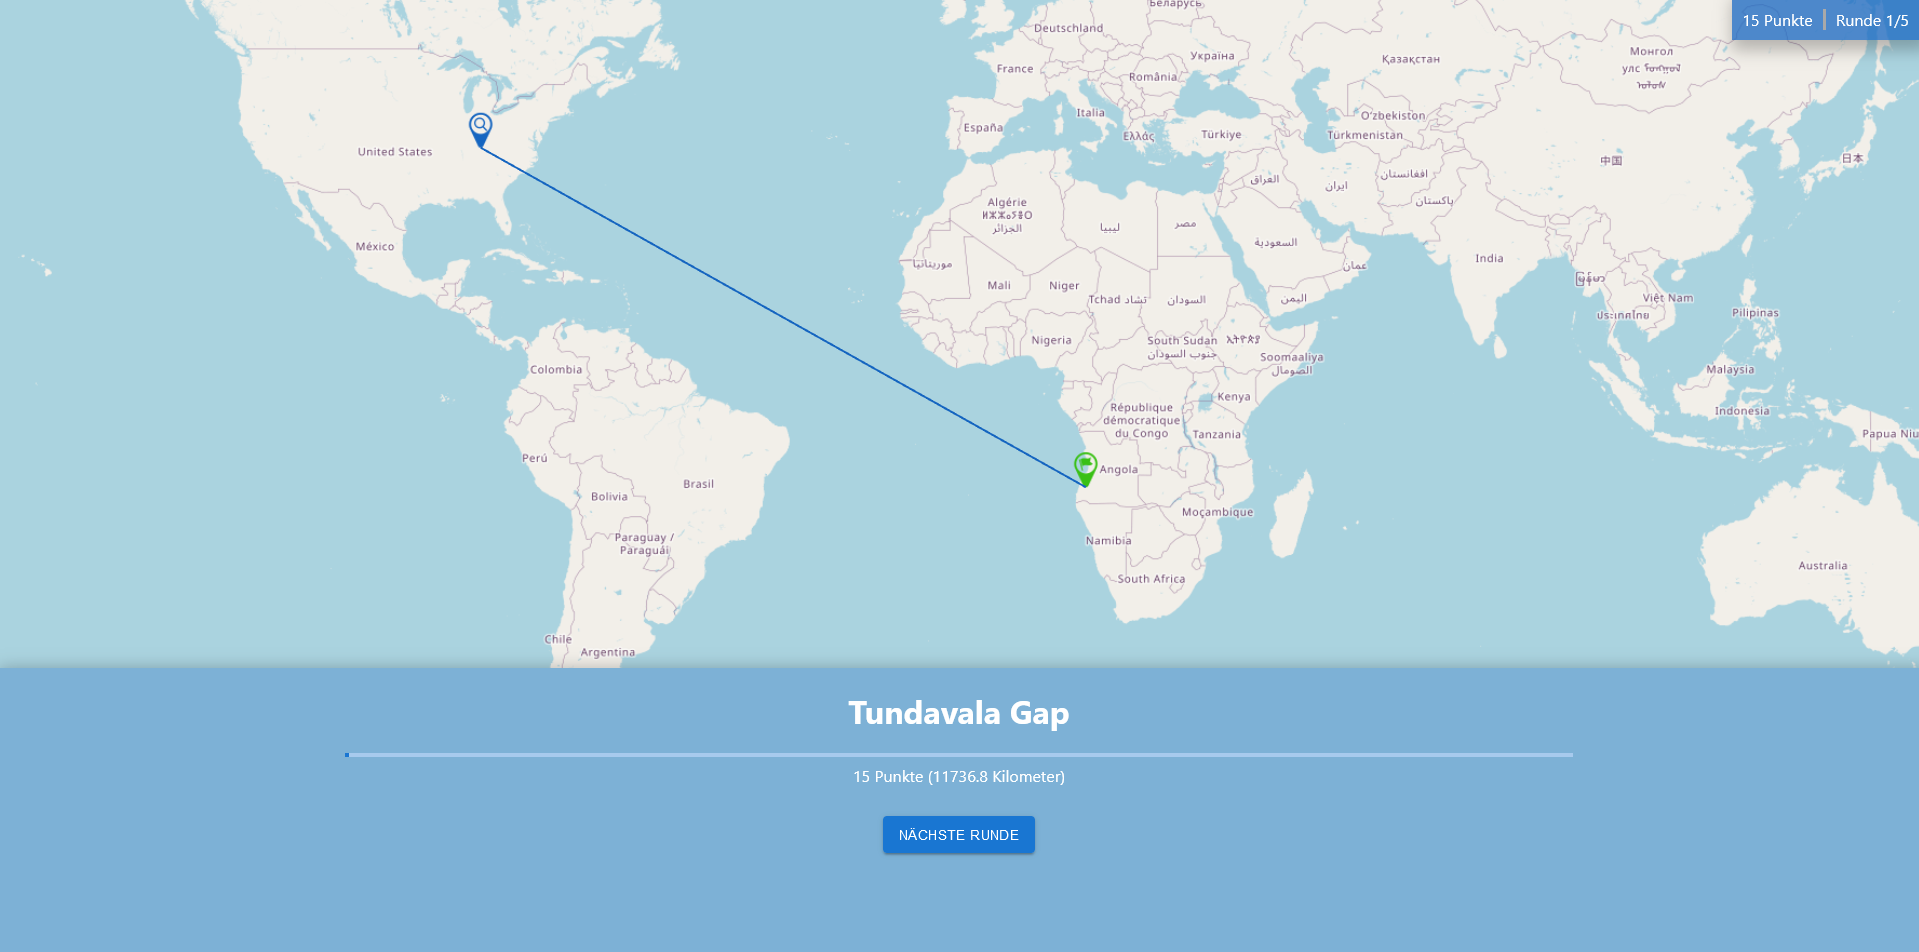 15 Punkte | Runde 1/5
Беларусь
Deutschland
Монгол
улс
Україна
Қазақстан
France
România
Italia
O'zbekiston
España
Ελλάς
Türkiye
Türkmenistan
United States
中国
日本
افغانستان
العراق
ایران
Algérie
ⵍⵣⵣⴰⵢⴻⵔ
الجزائر
پاکستان
ليبيا
مصر
México
السعودية
India
موريتانيا
عمان
Mali
Niger
Tchad تشاد
السودان
اليمن
Việt Nam
ประเทศไทย
Pilipinas
Nigeria
South Sudan
جنوب السودان
Soomaaliya
الصومال
Colombia
Malaysia
Kenya
République
démocratique
du Congo
Indonesia
Tanzania
Papua Niu
Perú
Angola
Brasil
Bolivia
Moçambique
Paraguay /
Paraguái
Namibia
Australia
South Africa
Chile
Argentina
Tundavala Gap
15 Punkte (11736.8 Kilometer)
NÄCHSTE RUNDE